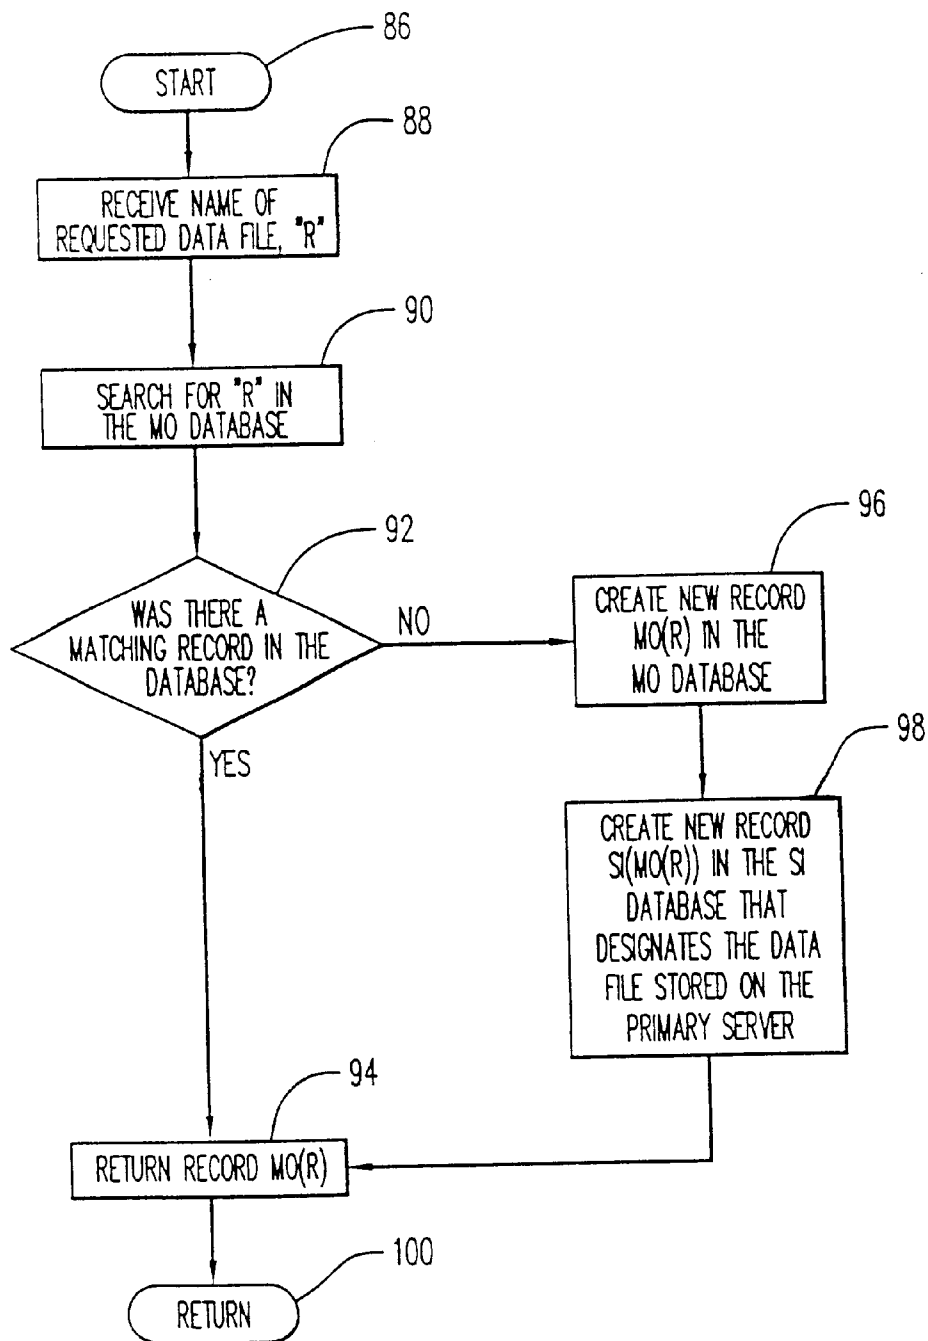 86
START
88
RECEIVE NAME OF
REQUESTED DATA FILE, "R"
90
SEARCH FOR "R" IN
THE MO DATABASE
92
WAS THERE A
MATCHING RECORD IN THE
DATABASE?
NO
96
CREATE NEW RECORD
MO(R) IN THE
MO DATABASE
YES
98
CREATE NEW RECORD
SI(MO(R)) IN THE SI
DATABASE THAT
DESIGNATES THE DATA
FILE STORED ON THE
PRIMARY SERVER
94
RETURN RECORD MO(R)
100
RETURN